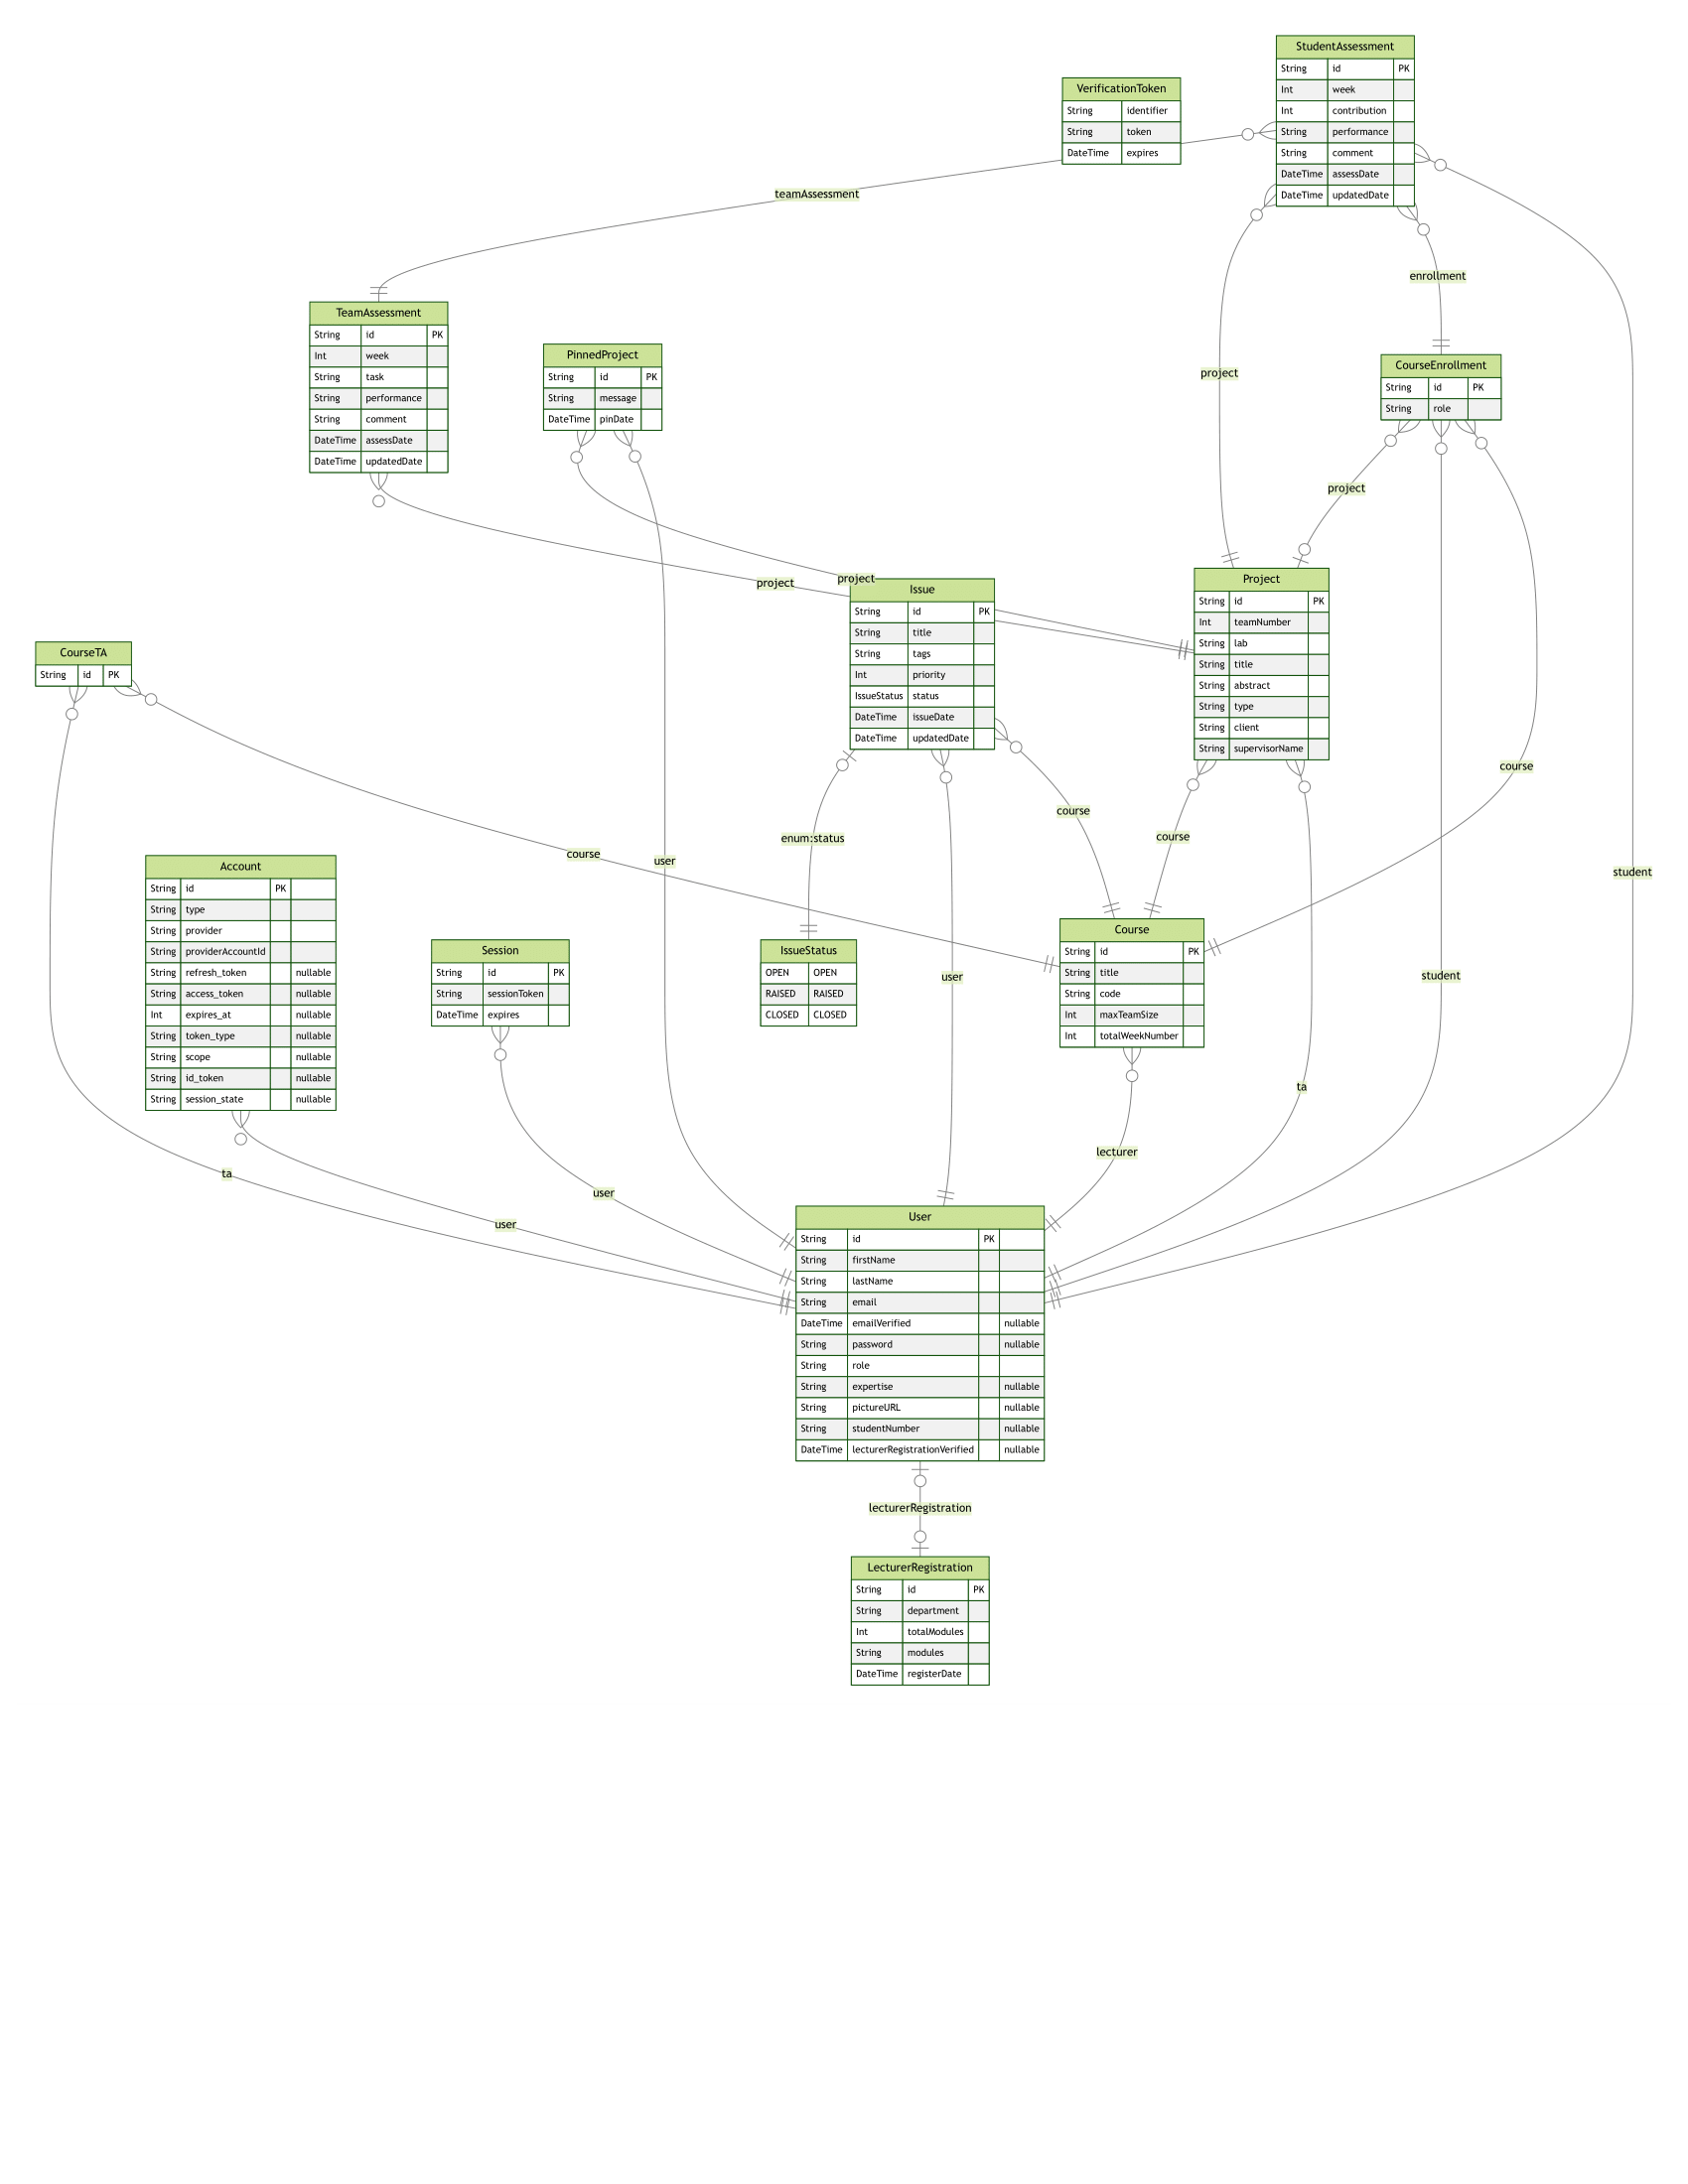 StudentAssessment
String id PK
Int week
Int contribution
String performance
String comment
DateTime assessDate
DateTime updatedDate
VerificationToken
String identifier
String token
DateTime expires
teamAssessment
enrollment
TeamAssessment
String id PK
Int week
String task
String performance
String comment
DateTime assessDate
DateTime updatedDate
PinnedProject
String id PK
String message
DateTime pinDate
project
CourseEnrollment
String id PK
String role
project
project
project
Issue
String id PK
String title
String tags
Int priority
IssueStatus status
DateTime issueDate
DateTime updatedDate
Project
String id PK
Int teamNumber
String lab
String title
String abstract
String type
String client
String supervisorName
CourseTA
String id PK
course
course
course
enum:status
course
user
student
Account
String id PK
String type
String provider
String providerAccountId
String refresh_token nullable
String access_token nullable
Int expires_at nullable
String token_type nullable
String scope nullable
String id_token nullable
String session_state nullable
Session
String id PK
String sessionToken
DateTime expires
IssueStatus
OPEN OPEN
RAISED RAISED
CLOSED CLOSED
user
Course
String id PK
String title
String code
Int maxTeamSize
Int totalWeekNumber
student
ta
lecturer
ta
user
user
User
String id PK
String firstName
String lastName
String email
DateTime emailVerified nullable
String password nullable
String role
String expertise nullable
String pictureURL nullable
String studentNumber nullable
DateTime lecturerRegistrationVerified nullable
lecturerRegistration
LecturerRegistration
String id PK
String department
Int totalModules
String modules
DateTime registerDate